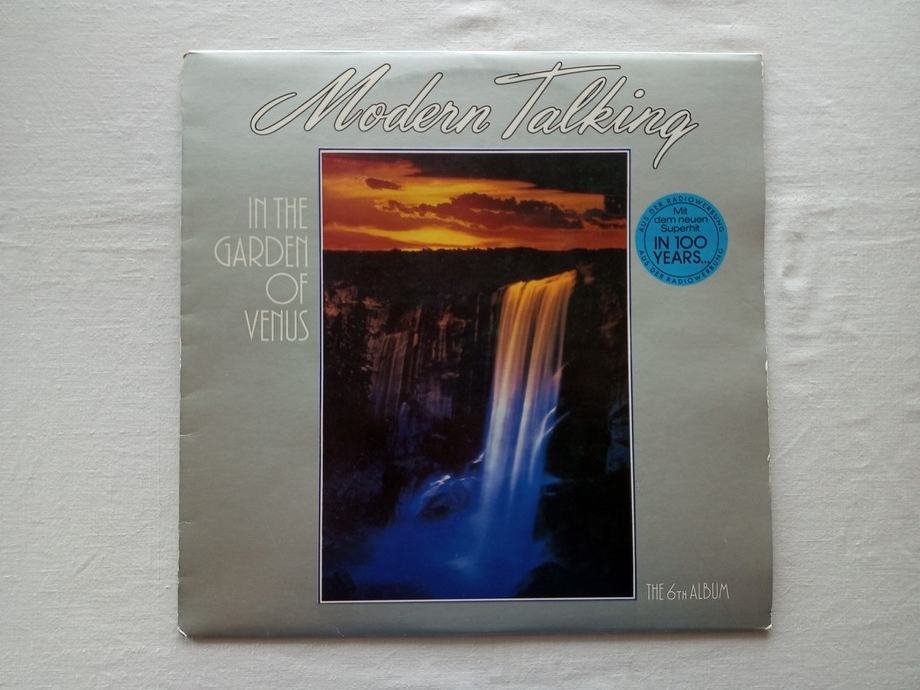 Modern Talking
IN THE
GARDEN
OF
VENUS
AUS DER RADIOWERBUNG
Mit
dem neuen
Superhit
IN 100
YEARS...
AUS DER RADIOWERBUNG
THE 6TH ALBUM